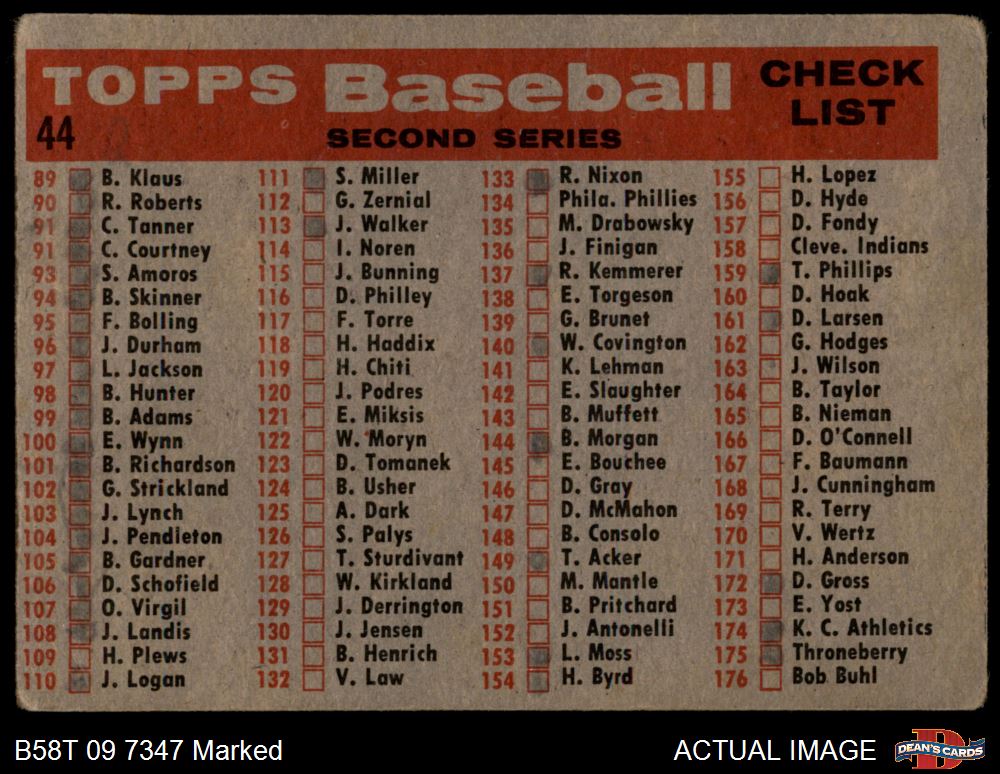 TOPPS Baseball CHECK LIST
44
SECOND SERIES
89 B. Klaus
90 R. Roberts
91 C. Tanner
91 C. Courtney
93 S. Amoros
94 B. Skinner
95 F. Bolling
96 J. Durham
97 L. Jackson
98 B. Hunter
99 B. Adams
100 E. Wynn
101 B. Richardson
102 G. Strickland
103 J. Lynch
104 J. Pendleton
105 B. Gardner
106 D. Schofield
107 O. Virgil
108 J. Landis
109 H. Plews
110 J. Logan
111 S. Miller
112 G. Zernial
113 J. Walker
114 I. Noren
115 J. Bunning
116 D. Philley
117 F. Torre
118 H. Haddix
119 H. Chiti
120 J. Podres
121 E. Miksis
122 W. Moryn
123 D. Tomanek
124 B. Usher
125 A. Dark
126 S. Palys
127 T. Sturdivant
128 W. Kirkland
129 J. Derrington
130 J. Jensen
131 B. Henrich
132 V. Law
133 R. Nixon
134 Phila. Phillies
135 M. Drabowsky
136 J. Finigan
137 R. Kemmerer
138 E. Torgeson
139 G. Brunet
140 W. Covington
141 K. Lehman
142 E. Slaughter
143 B. Muffett
144 B. Morgan
145 E. Bouchee
146 D. Gray
147 D. McMahon
148 B. Consolo
149 T. Acker
150 M. Mantle
151 B. Pritchard
152 J. Antonelli
153 L. Moss
154 H. Byrd
155 H. Lopez
156 D. Hyde
157 D. Fondy
158 Cleve. Indians
159 T. Phillips
160 D. Hoak
161 D. Larsen
162 G. Hodges
163 J. Wilson
164 B. Taylor
165 B. Nieman
166 D. O'Connell
167 F. Baumann
168 J. Cunningham
169 R. Terry
170 V. Wertz
171 H. Anderson
172 D. Gross
173 E. Yost
174 K. C. Athletics
175 Throneberry
176 Bob Buhl
B58T 09 7347 Marked
ACTUAL IMAGE
DEAN'S CARDS